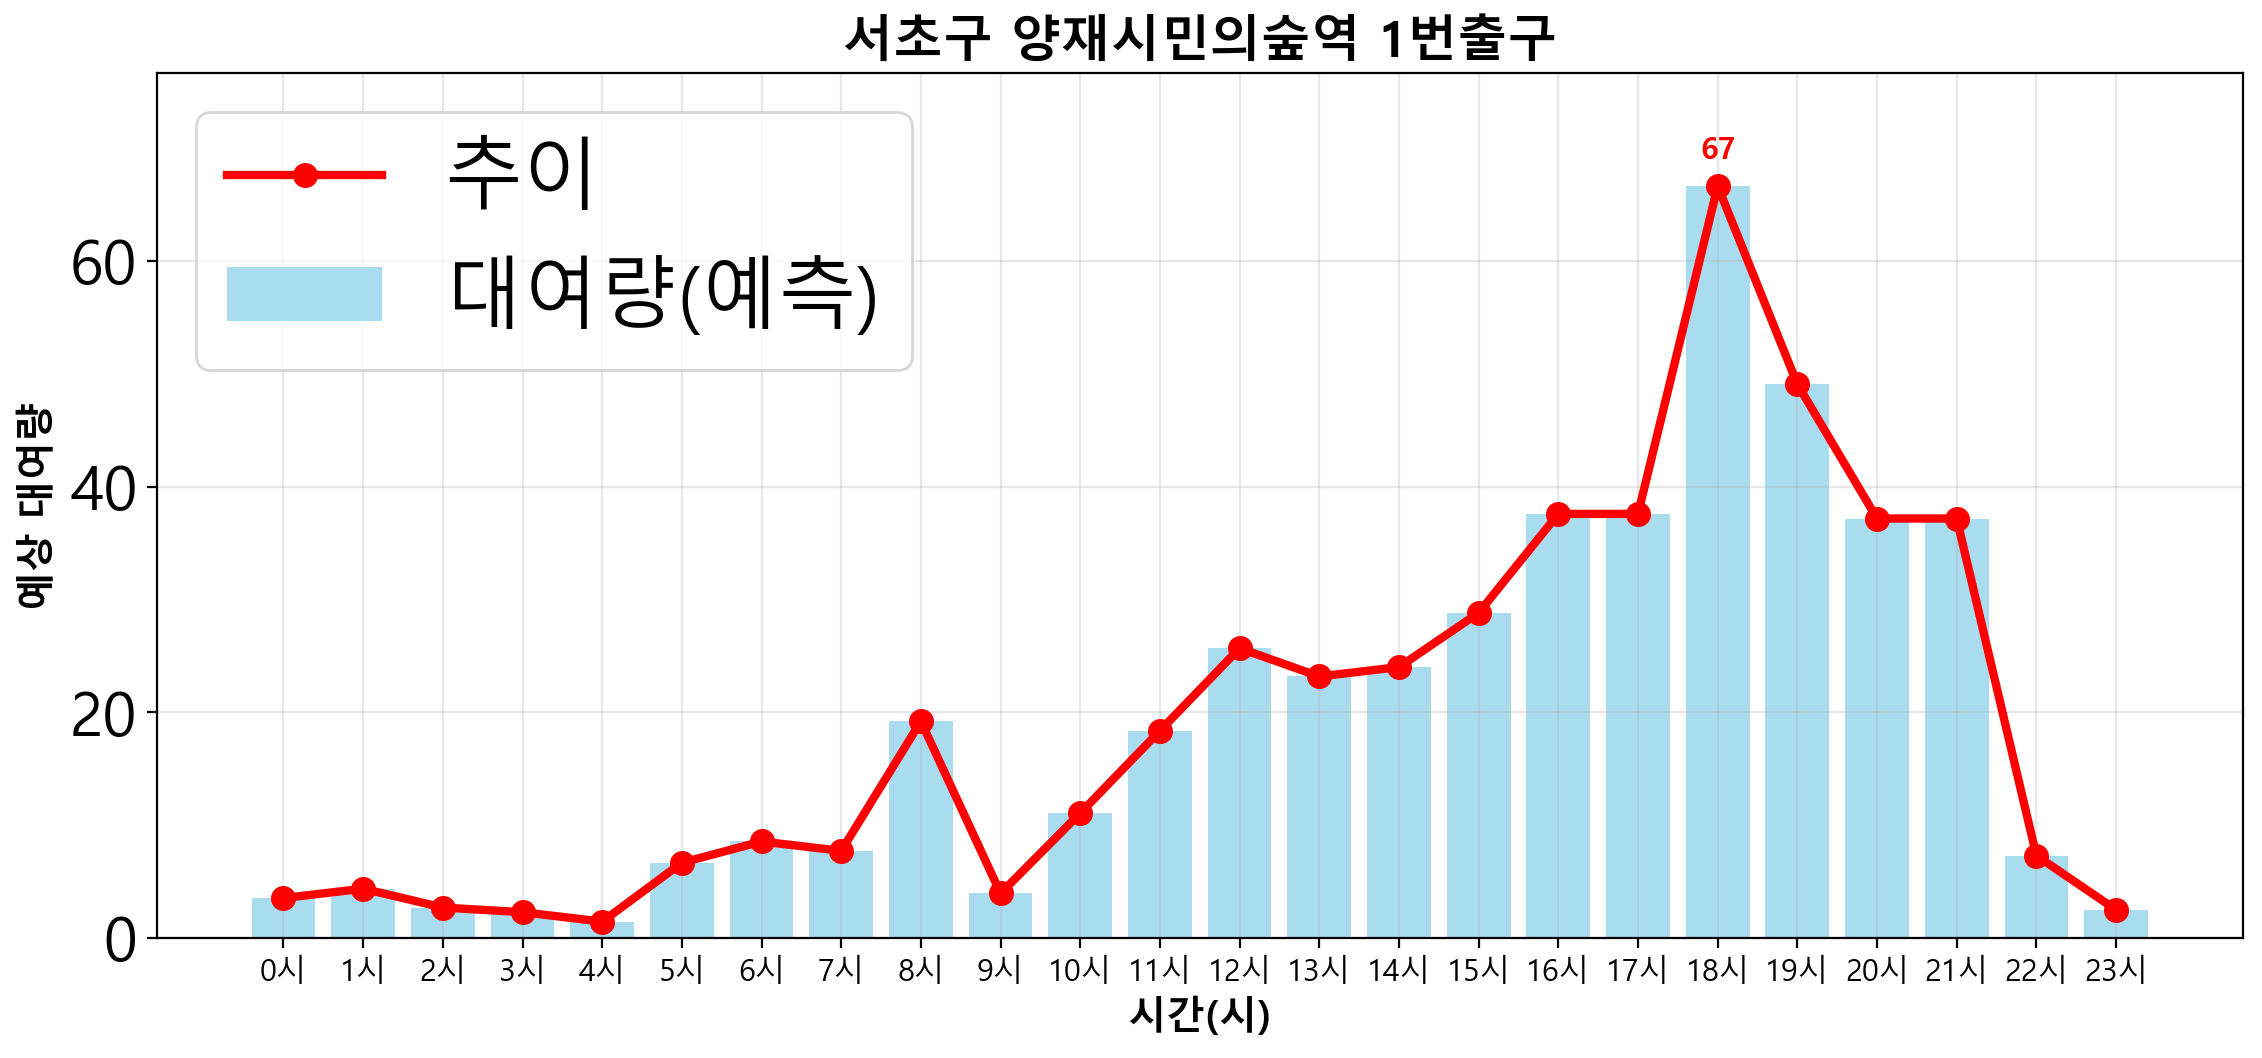 서초구 양재시민의숲역 1번출구
추이
대여량(예측)
67
60
40
20
0
예상 대여량
0시 1시 2시 3시 4시 5시 6시 7시 8시 9시 10시 11시 12시 13시 14시 15시 16시 17시 18시 19시 20시 21시 22시 23시
시간(시)